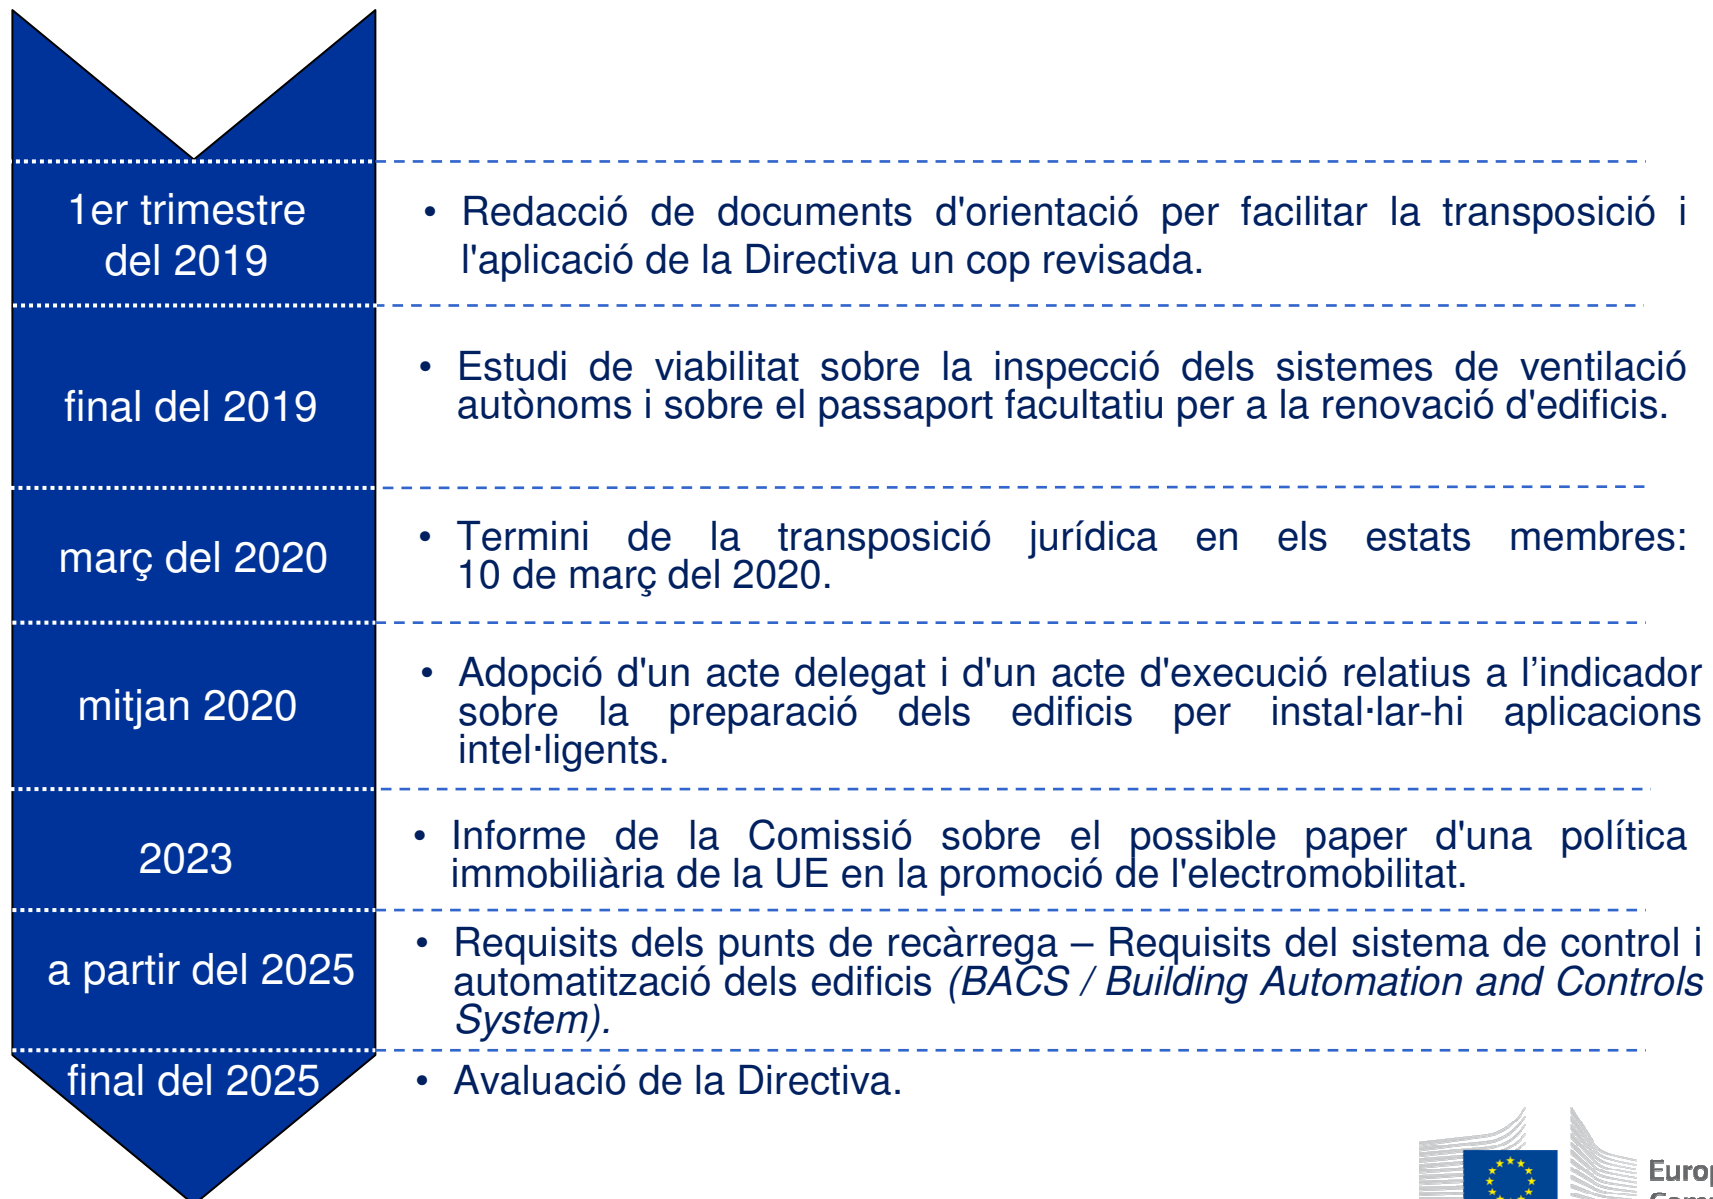 1er trimestre
del 2019
• Redacció de documents d'orientació per facilitar la transposició i
l'aplicació de la Directiva un cop revisada.
final del 2019
• Estudi de viabilitat sobre la inspecció dels sistemes de ventilació
autònoms i sobre el passaport facultatiu per a la renovació d'edificis.
març del 2020
• Termini de la transposició jurídica en els estats membres:
10 de març del 2020.
mitjan 2020
• Adopció d'un acte delegat i d'un acte d'execució relatius a l’indicador
sobre la preparació dels edificis per instal·lar-hi aplicacions
intel·ligents.
2023
• Informe de la Comissió sobre el possible paper d'una política
immobiliària de la UE en la promoció de l'electromobilitat.
a partir del 2025
• Requisits dels punts de recàrrega – Requisits del sistema de control i
automatització dels edificis (BACS / Building Automation and Controls
System).
final del 2025
• Avaluació de la Directiva.